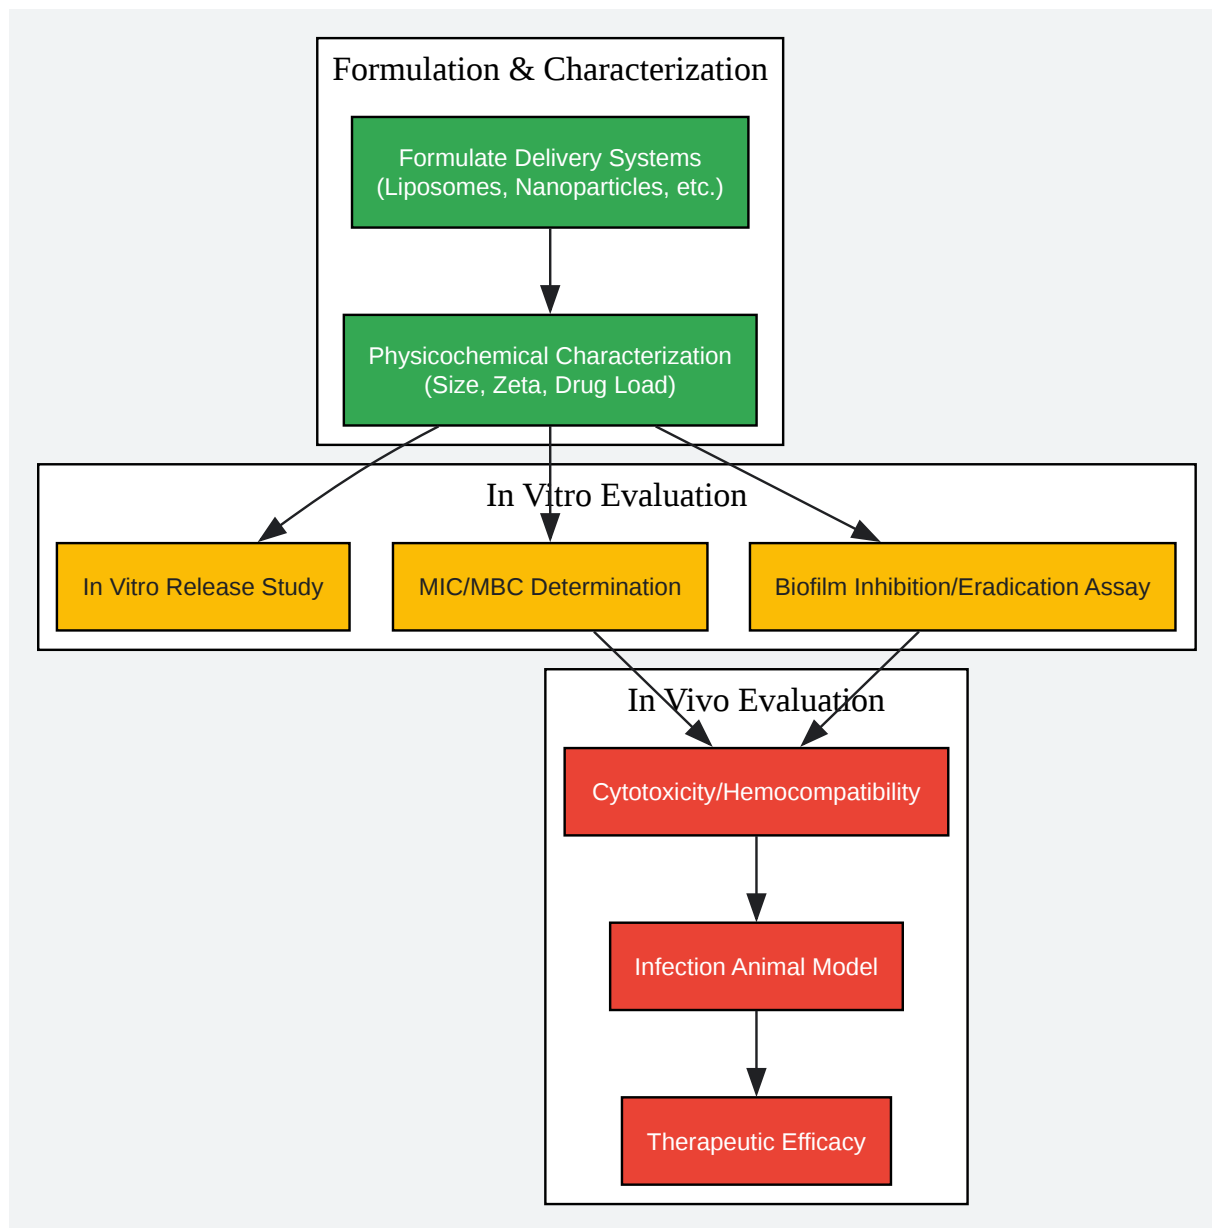 Formulation & Characterization
Formulate Delivery Systems
(Liposomes, Nanoparticles, etc.)
Physicochemical Characterization
(Size, Zeta, Drug Load)
In Vitro Evaluation
In Vitro Release Study
MIC/MBC Determination
Biofilm Inhibition/Eradication Assay
In Vivo Evaluation
Cytotoxicity/Hemocompatibility
Infection Animal Model
Therapeutic Efficacy